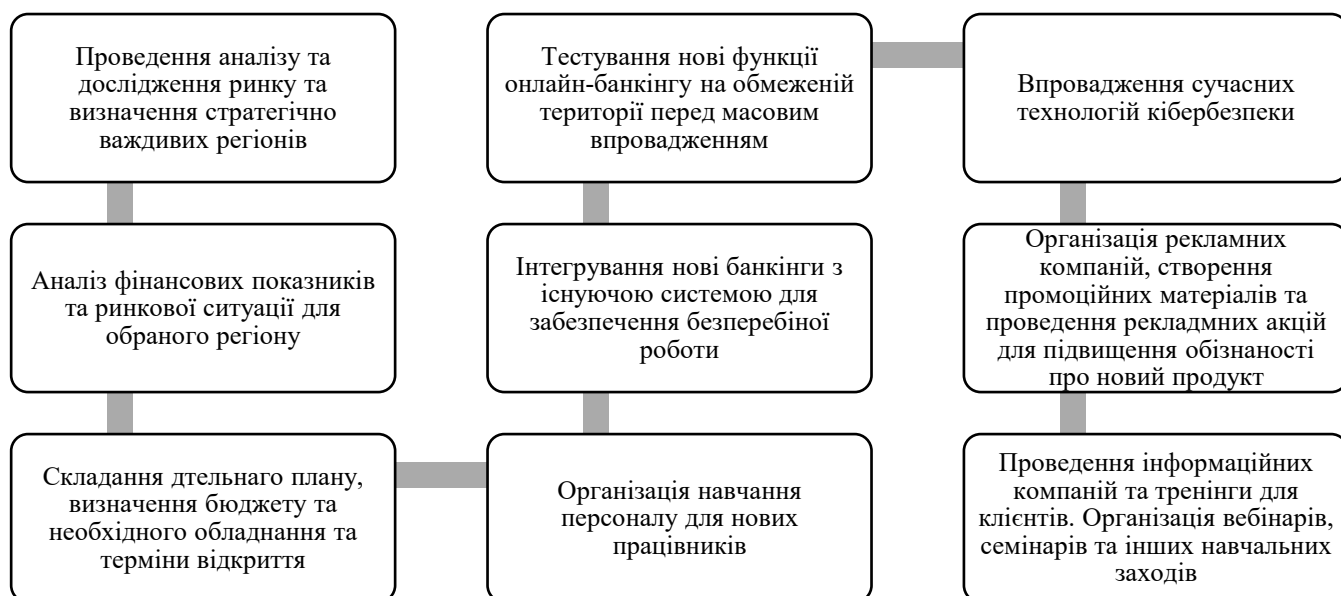 Проведення аналізу та
дослідження ринку та
визначення стратегічно
важдивих регіонів
Аналіз фінансових показників
та ринкової ситуації для
обраного регіону
Складання дтельнаго плану,
визначення бюджету та
необхідного обладнання та
терміни відкриття
Організація навчання
персоналу для нових
працівників
Інтегрування нові банкінги з
існуючою системою для
забезпечення безперебіної
роботи
Тестування нові функції
онлайн-банкінгу на обмеженій
території перед масовим
впровадженням
Впровадження сучасних
технологій кібербезпеки
Організація рекламних
компаній, створення
промоційних матеріалів та
проведення рекладмних акцій
для підвищення обізнаності
про новий продукт
Проведення інформаційних
компаній та тренінги для
клієнтів. Організація вебінарів,
семінарів та інших навчальних
заходів